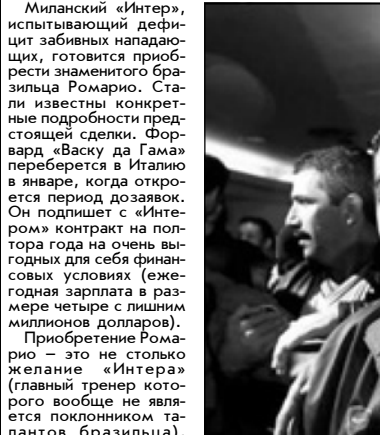 Миланский «Интер»,
испытывающий дефи-
цит забивных нападаю-
щих, готовится приоб-
рести знаменитого бра-
зильца Ромарио. Ста-
ли известны конкрет-
ные подробности пред-
стоящей сделки. Фор-
вард «Васку да Гама»
переберется в Италию
в январе, когда откро-
ется период дозаявок.
Он подпишет с «Инте-
ром» контракт на пол-
тора года на очень вы-
годных для себя финан-
совых условиях (еже-
годная зарплата в раз-
мере четыре с лишним
миллионов долларов).
Приобретение Рома-
рио – это не столько
желание «Интера»
(главный тренер кото-
рого вообще не явля-
ется поклонником та-
лантов бразильца),